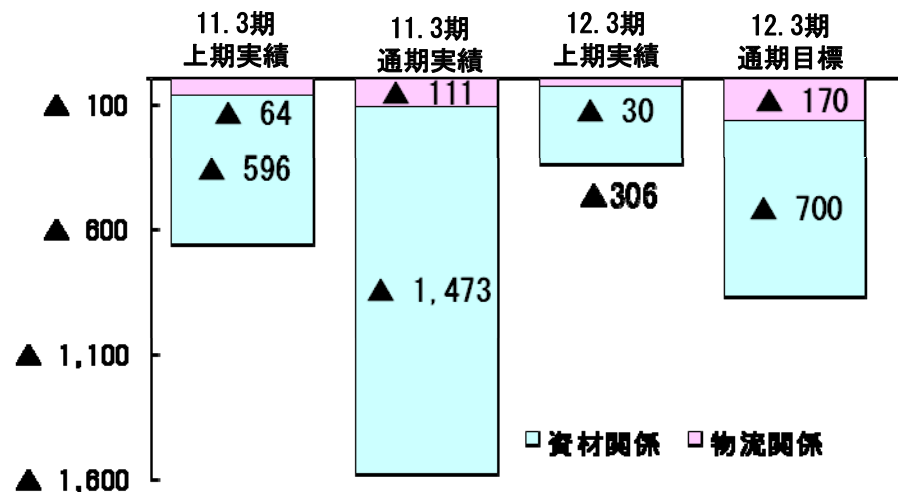 11.3期
上期実績
11.3期
通期実績
12.3期
上期実績
12.3期
通期目標
▲ 100
▲ 600
▲ 1,100
▲ 1,600
▲ 64
▲ 596
▲ 111
▲ 1,473
▲ 30
▲306
▲ 170
▲ 700
資材関係
物流関係